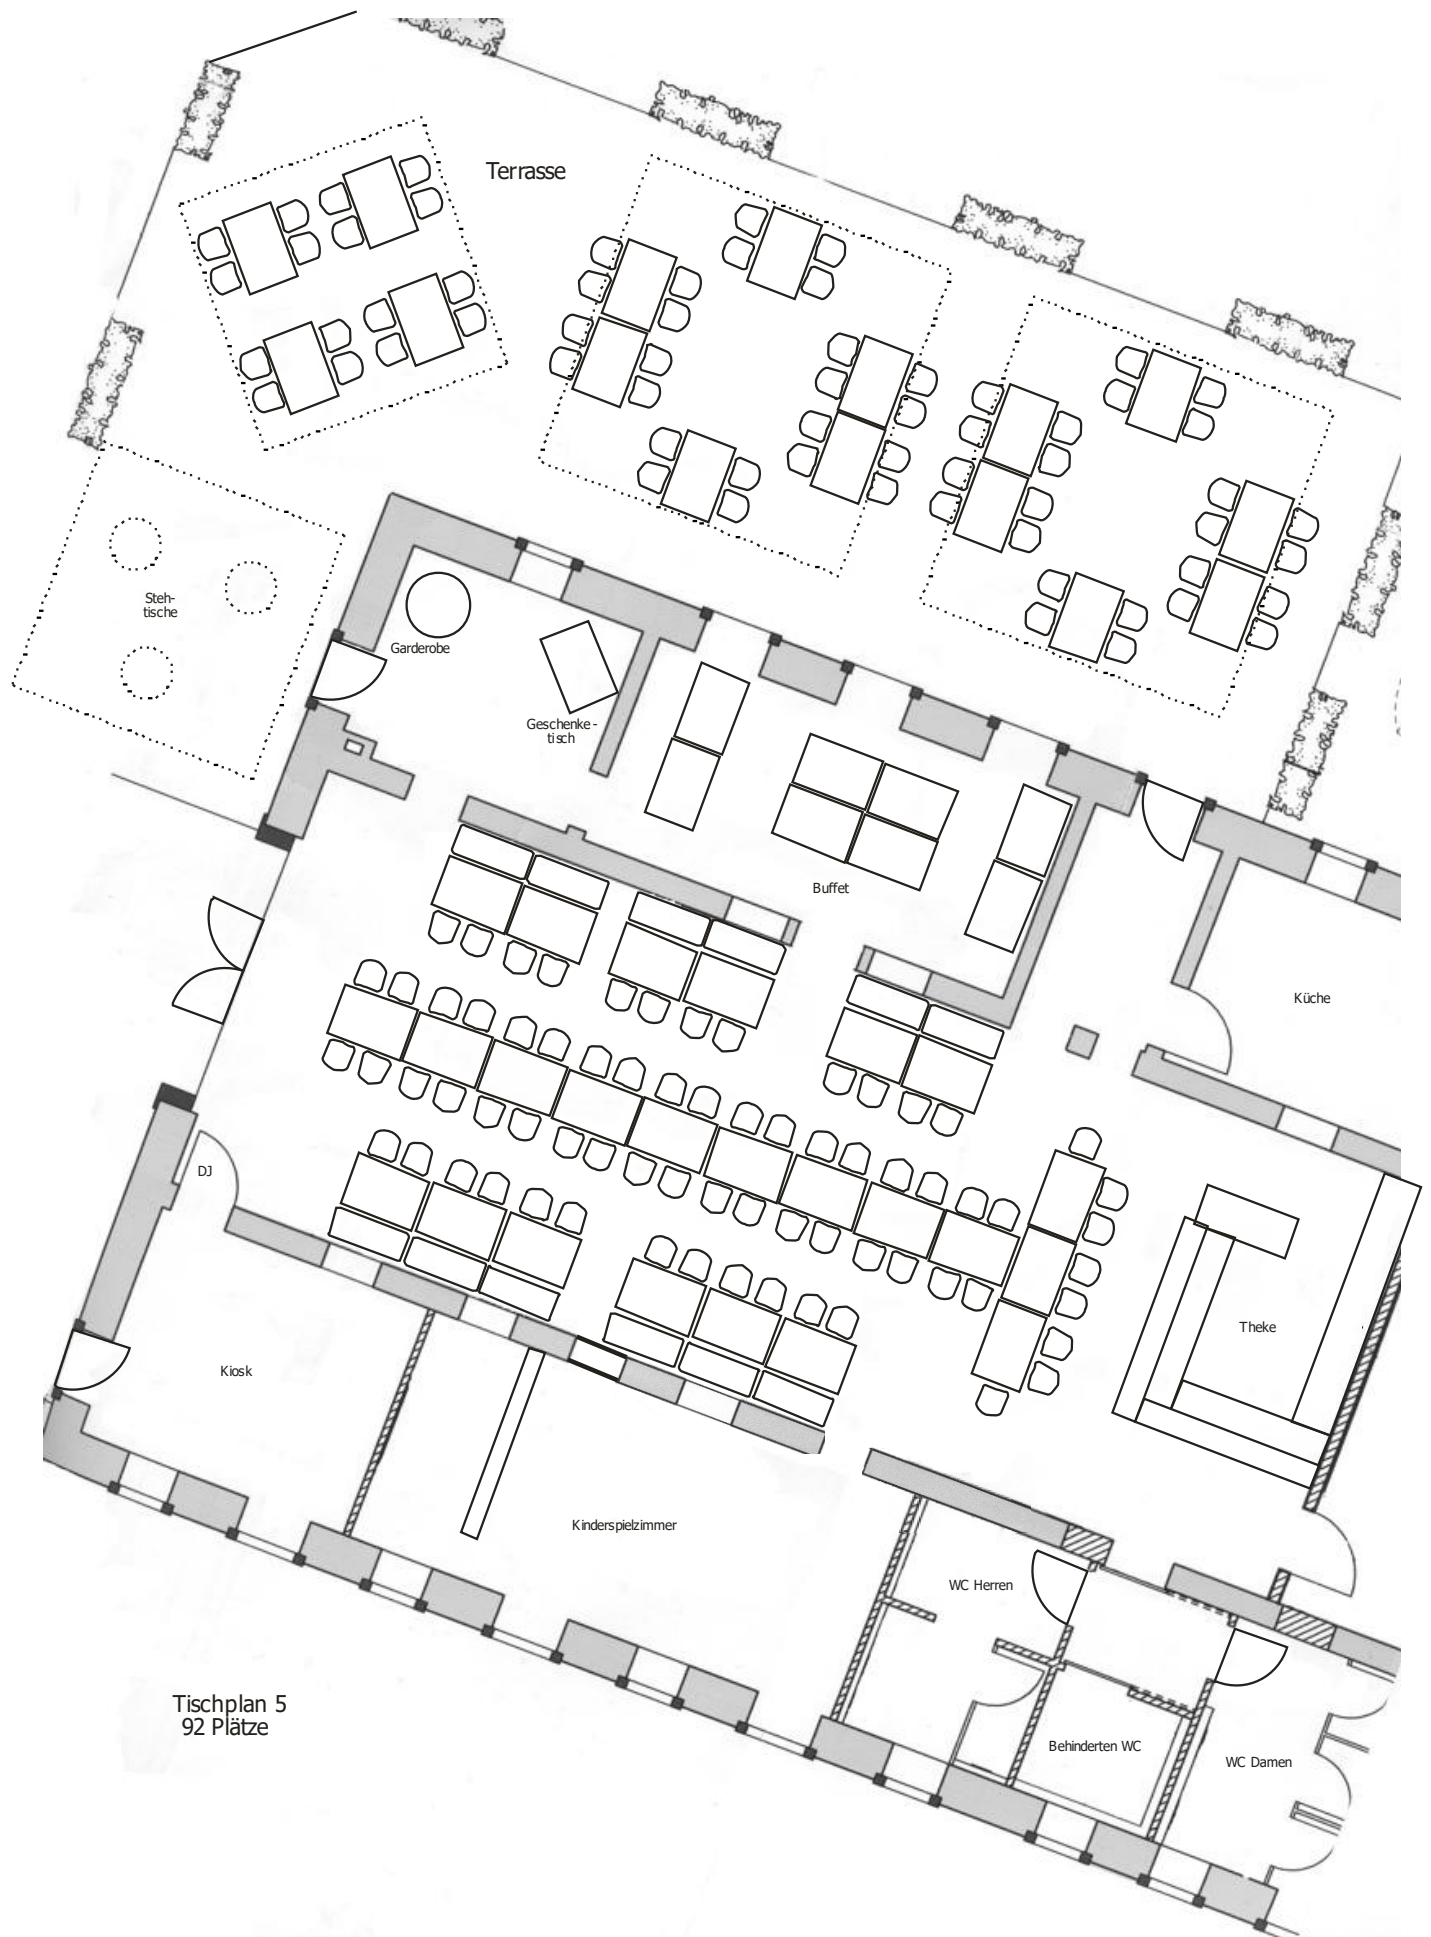 Terrasse
Steh-
tische
Garderobe
Geschenke-
tisch
Buffet
Küche
DJ
Theke
Kiosk
Kinderspielzimmer
WC Herren
Tischplan 5
92 Plätze
Behinderten WC
WC Damen